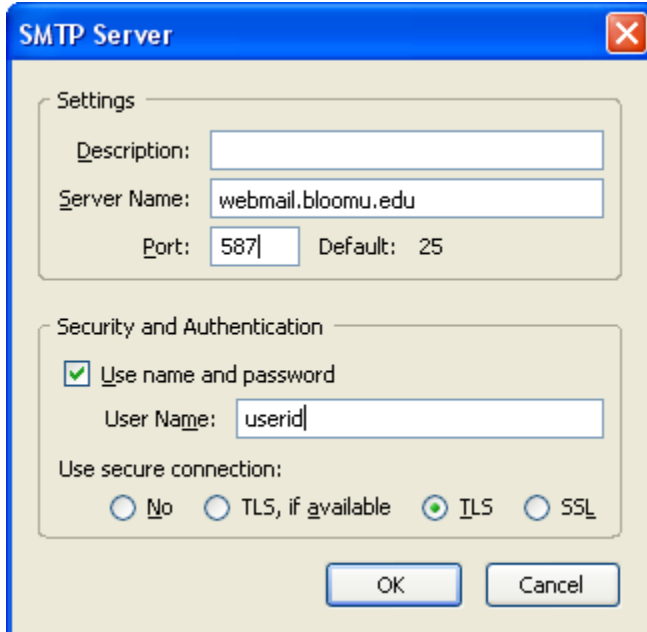 SMTP Server
Settings
Description:
Server Name: webmail.bloomu.edu
Port: 587 Default: 25
Security and Authentication
Use name and password
User Name: userid
Use secure connection:
No TLS, if available TLS SSL
OK Cancel